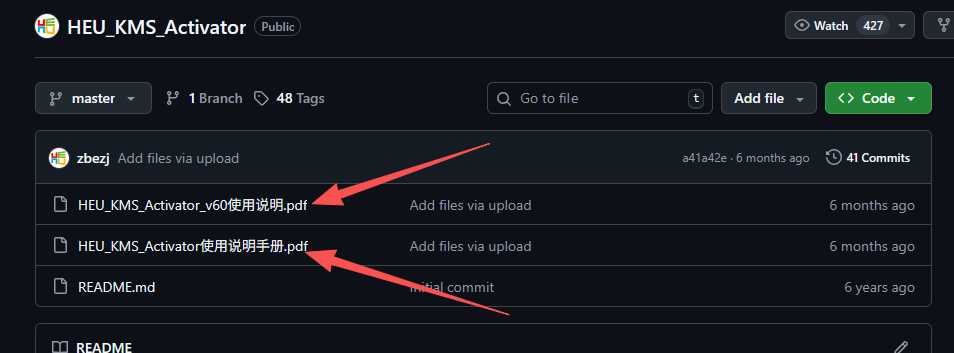 HEU_KMS_Activator Public
Watch 427
master 1 Branch 48 Tags Go to file t Add file Code
zbezj Add files via upload a41a42e · 6 months ago 41 Commits
HEU_KMS_Activator_v60使用说明.pdf Add files via upload 6 months ago
HEU_KMS_Activator使用说明手册.pdf Add files via upload 6 months ago
README.md Initial commit 6 years ago
README